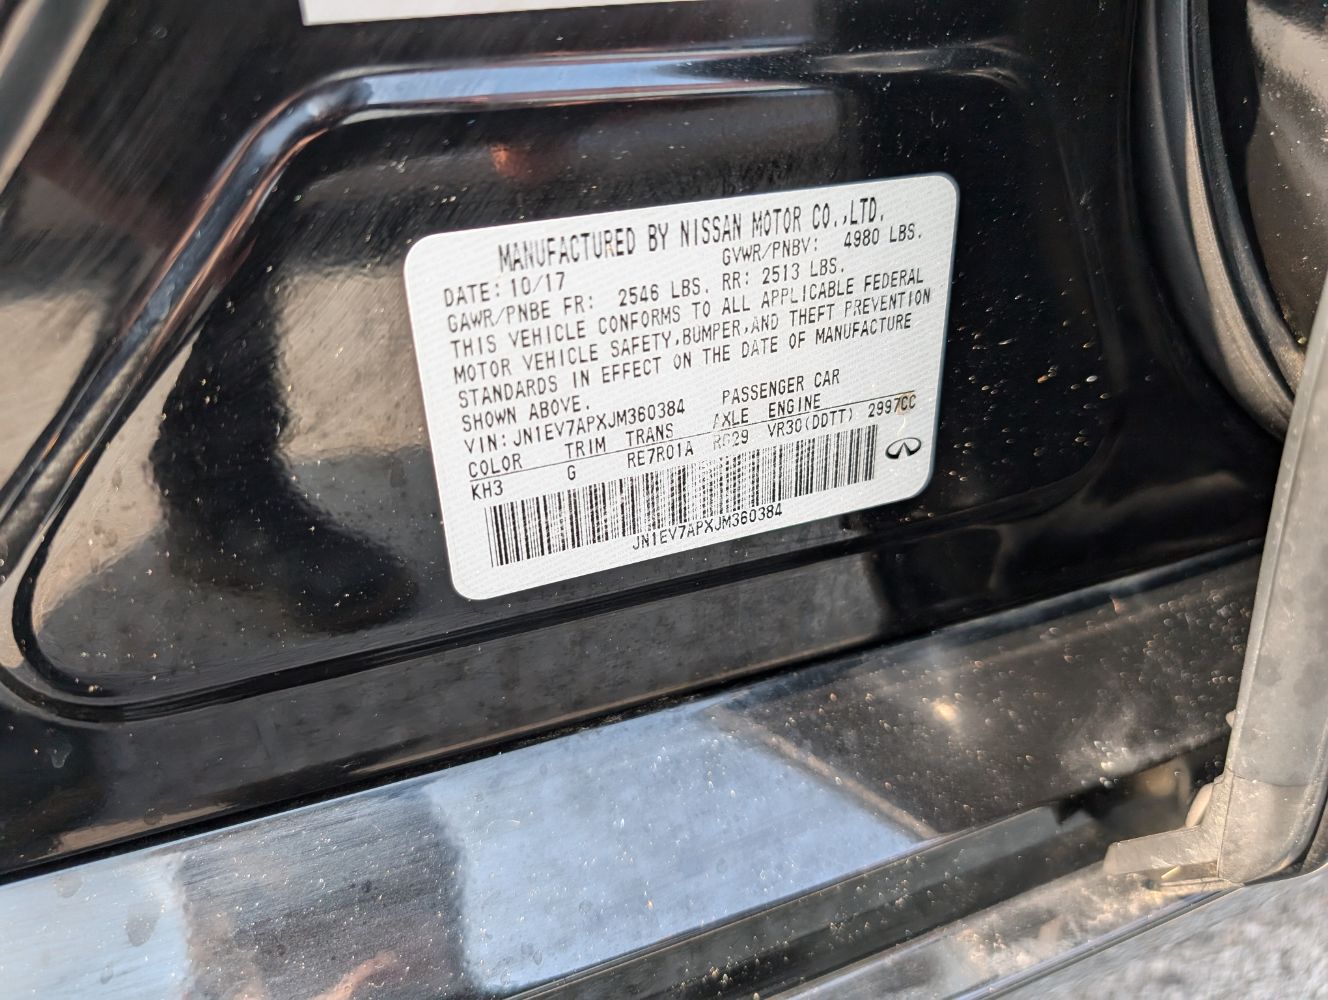 MANUFACTURED BY NISSAN MOTOR CO.,LTD.
DATE: 10/17 GVWR/PNBV: 4980 LBS.
GAWR/PNBE FR: 2546 LBS. RR: 2513 LBS.
THIS VEHICLE CONFORMS TO ALL APPLICABLE FEDERAL
MOTOR VEHICLE SAFETY,BUMPER,AND THEFT PREVENTION
STANDARDS IN EFFECT ON THE DATE OF MANUFACTURE
SHOWN ABOVE.
VIN: JN1EV7APXJM360384 PASSENGER CAR
COLOR TRIM TRANS AXLE ENGINE
KH3 G RE7R01A RG29 VR30(DDTT) 2997CC
JN1EV7APXJM360384